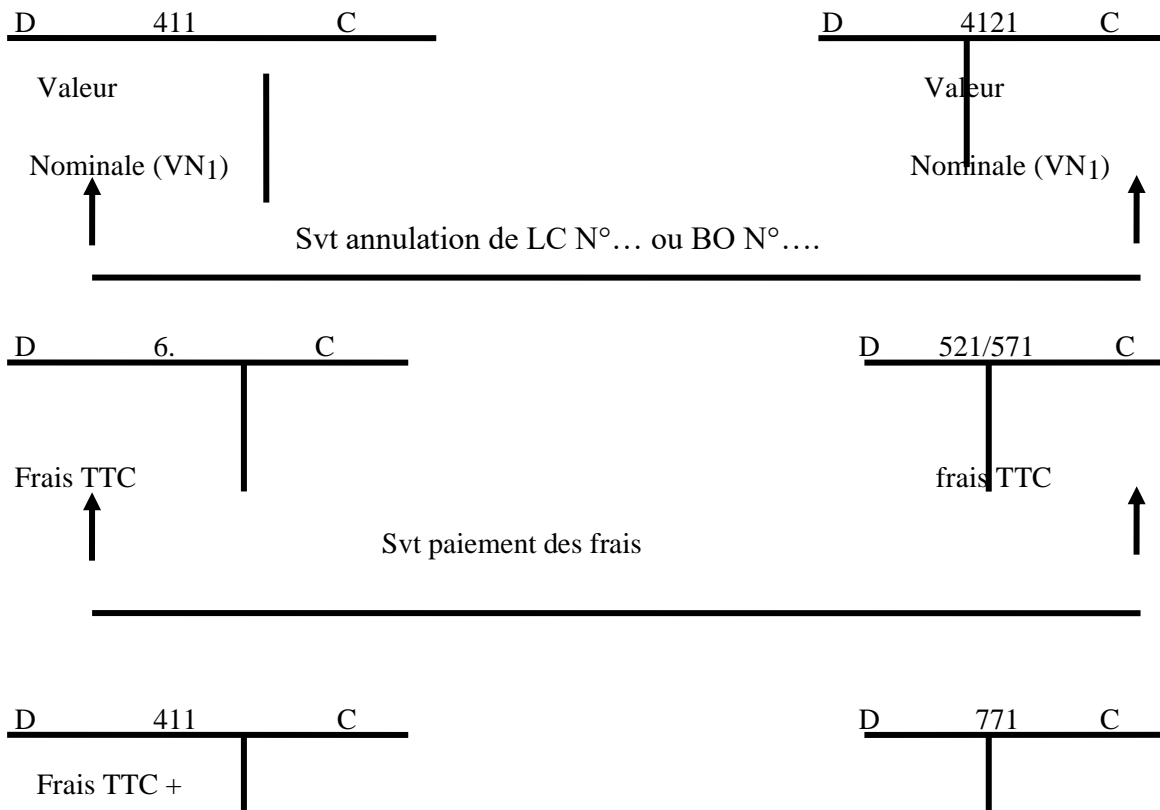 D 411 C D 4121 C
Valeur Valeur
Nominale (VN1) Nominale (VN1)
Svt annulation de LC N°… ou BO N°….
D 6. C D 521/571 C
Frais TTC frais TTC
Svt paiement des frais
D 411 C D 771 C
Frais TTC +